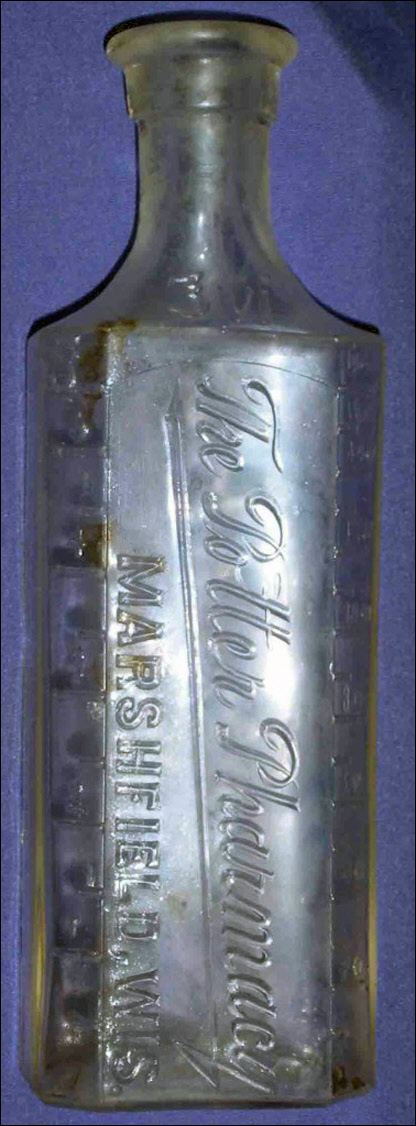 The Potter Pharmacy
MARSHFIELD, WIS.